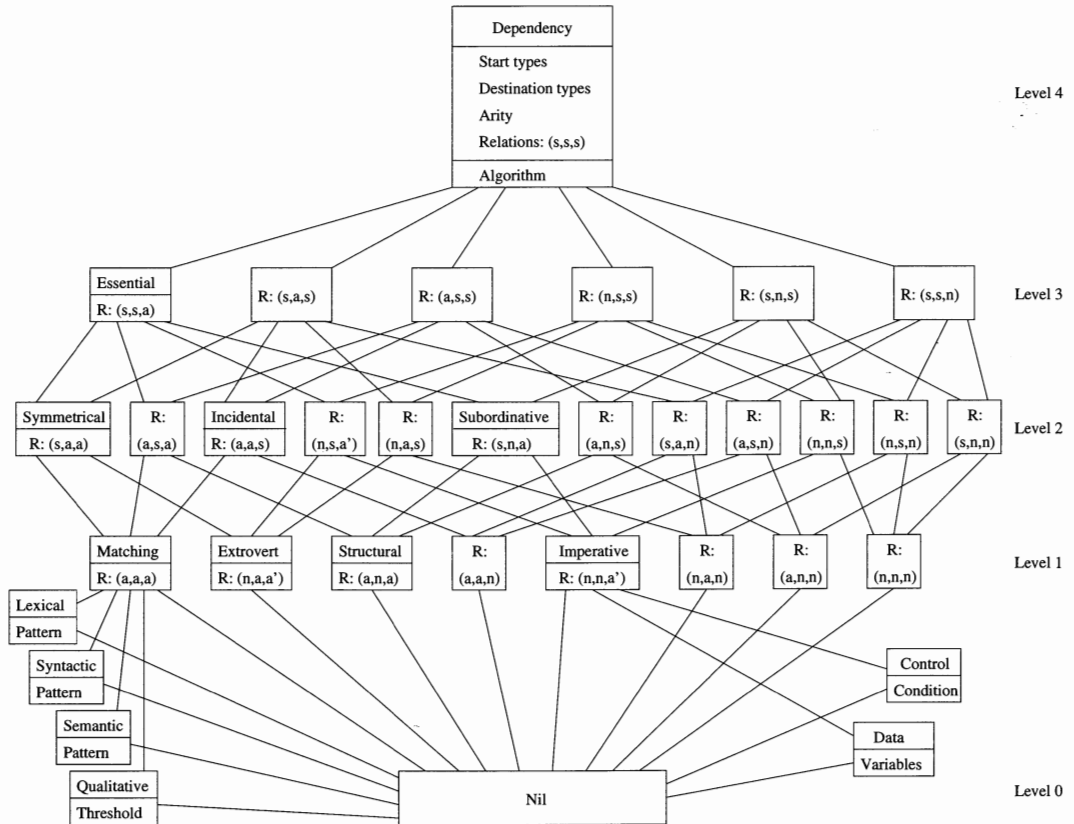 Dependency
Start types
Destination types
Arity
Relations: (s,s,s)
Algorithm
Level 4
Essential
R: (s,s,a)
R: (s,a,s)
R: (a,s,s)
R: (n,s,s)
R: (s,n,s)
R: (s,s,n)
Level 3
Symmetrical
R: (s,a,a)
R:
(a,s,a)
Incidental
R: (a,a,s)
R:
(n,s,a')
R:
(n,a,s)
Subordinative
R: (s,n,a)
R:
(a,n,s)
R:
(s,a,n)
R:
(a,s,n)
R:
(n,n,s)
R:
(n,s,n)
R:
(s,n,n)
Level 2
Matching
R: (a,a,a)
Extrovert
R: (n,a,a')
Structural
R: (a,n,a)
R:
(a,a,n)
Imperative
R: (n,n,a')
R:
(n,a,n)
R:
(a,n,n)
R:
(n,n,n)
Level 1
Lexical
Pattern
Syntactic
Pattern
Semantic
Pattern
Qualitative
Threshold
Control
Condition
Data
Variables
Nil
Level 0